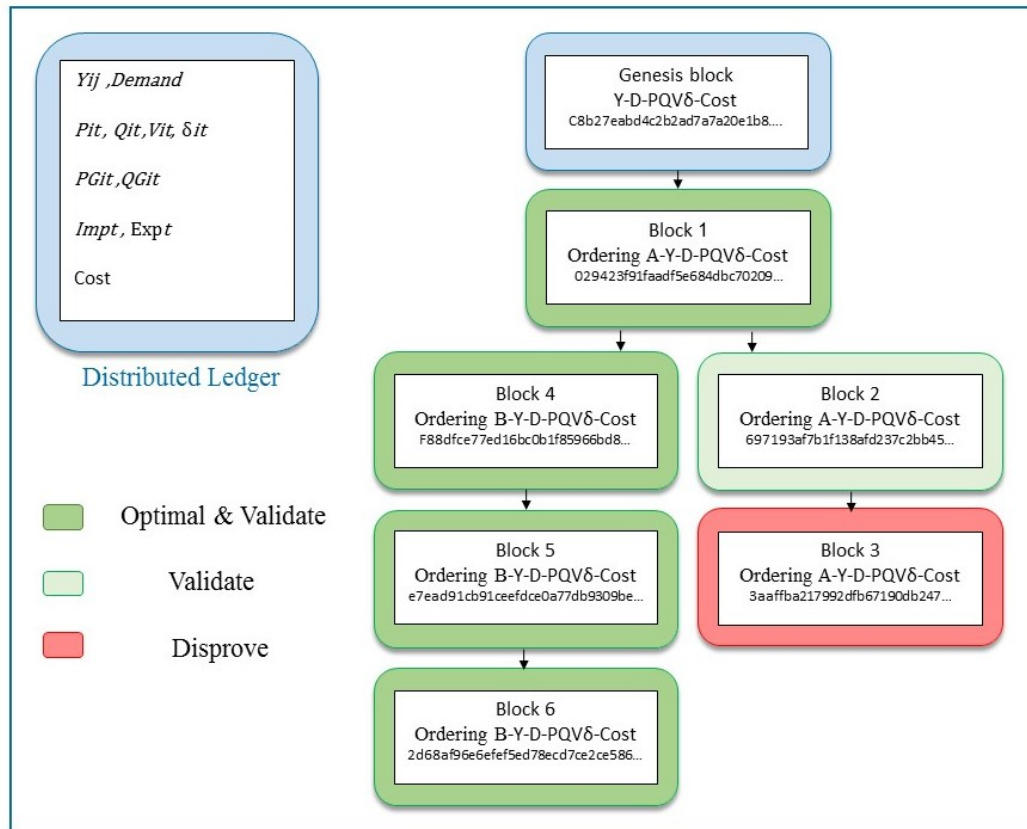 Yij ,Demand
Pit, Qit,Vit, δit
PGit ,QGit
Impt, Expt
Cost
Distributed Ledger
Genesis block
Y-D-PQVδ-Cost
C8b27eabd4c2b2ad7a7a20e1b8....
Block 1
Ordering A-Y-D-PQVδ-Cost
029423f91faadf5e684dbc70209...
Block 4
Ordering B-Y-D-PQVδ-Cost
F88dfce77ed16bc0b1f85966bd8...
Block 2
Ordering A-Y-D-PQVδ-Cost
697193af7b1f138afd237c2bb45...
Block 5
Ordering B-Y-D-PQVδ-Cost
e7ead91cb91ceefdce0a77db9309be...
Block 3
Ordering A-Y-D-PQVδ-Cost
3aaffba217992dfb67190db247...
Block 6
Ordering B-Y-D-PQVδ-Cost
2d68af96e6efef5ed78ecd7ce2ce586...
Optimal & Validate
Validate
Disprove